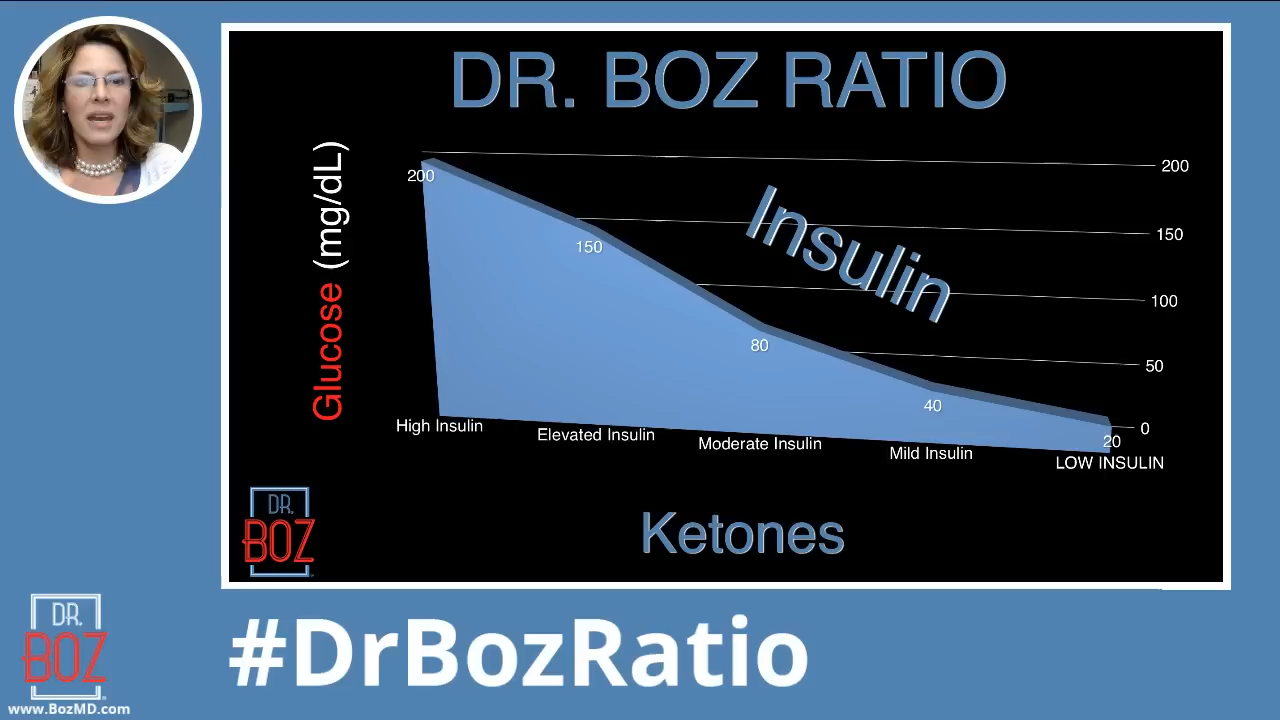 DR. BOZ RATIO
Glucose (mg/dL)
200
150
100
50
0
200
150
80
40
20
Insulin
High Insulin
Elevated Insulin
Moderate Insulin
Mild Insulin
LOW INSULIN
Ketones
DR.
BOZ
#DrBozRatio
DR.
BOZ
www.BozMD.com